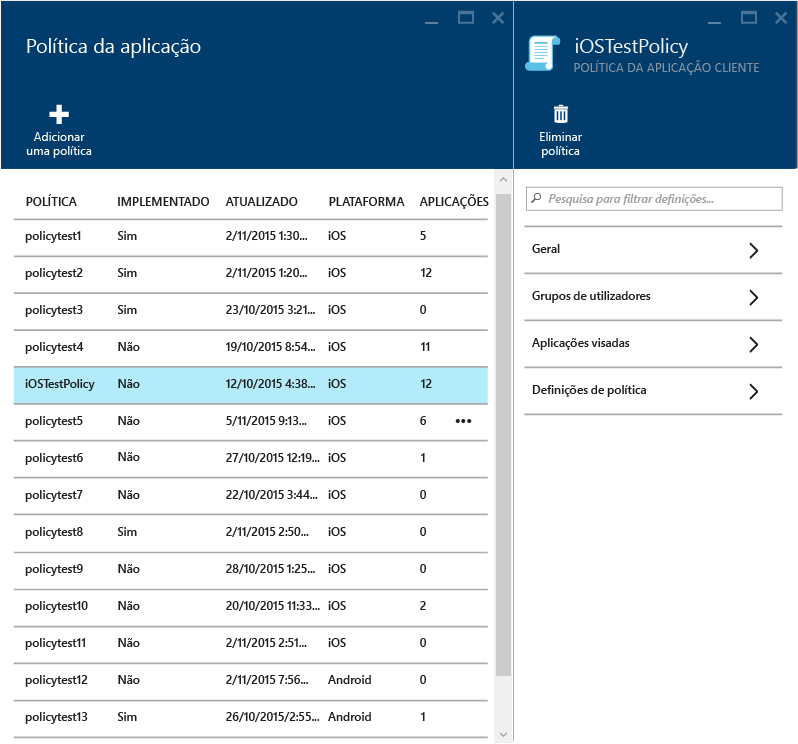 Política da aplicação
Adicionar
uma política
POLÍTICA IMPLEMENTADO ATUALIZADO PLATAFORMA APLICAÇÕES
policytest1 Sim 2/11/2015 1:30... iOS 5
policytest2 Sim 2/11/2015 1:20... iOS 12
policytest3 Sim 23/10/2015 3:21... iOS 0
policytest4 Não 19/10/2015 8:54... iOS 11
iOSTestPolicy Não 12/10/2015 4:38... iOS 12
policytest5 Não 5/11/2015 9:13... iOS 6 •••
policytest6 Não 27/10/2015 12:19... iOS 1
policytest7 Não 22/10/2015 3:44... iOS 0
policytest8 Sim 2/11/2015 2:50... iOS 0
policytest9 Não 28/10/2015 1:25... iOS 0
policytest10 Não 20/10/2015 11:33... iOS 2
policytest11 Não 2/11/2015 2:51... iOS 0
policytest12 Não 2/11/2015 7:56... Android 0
policytest13 Sim 26/10/2015/2:55... Android 1
iOSTestPolicy
POLÍTICA DA APLICAÇÃO CLIENTE
Eliminar
política
Pesquisa para filtrar definições...
Geral
Grupos de utilizadores
Aplicações visadas
Definições de política